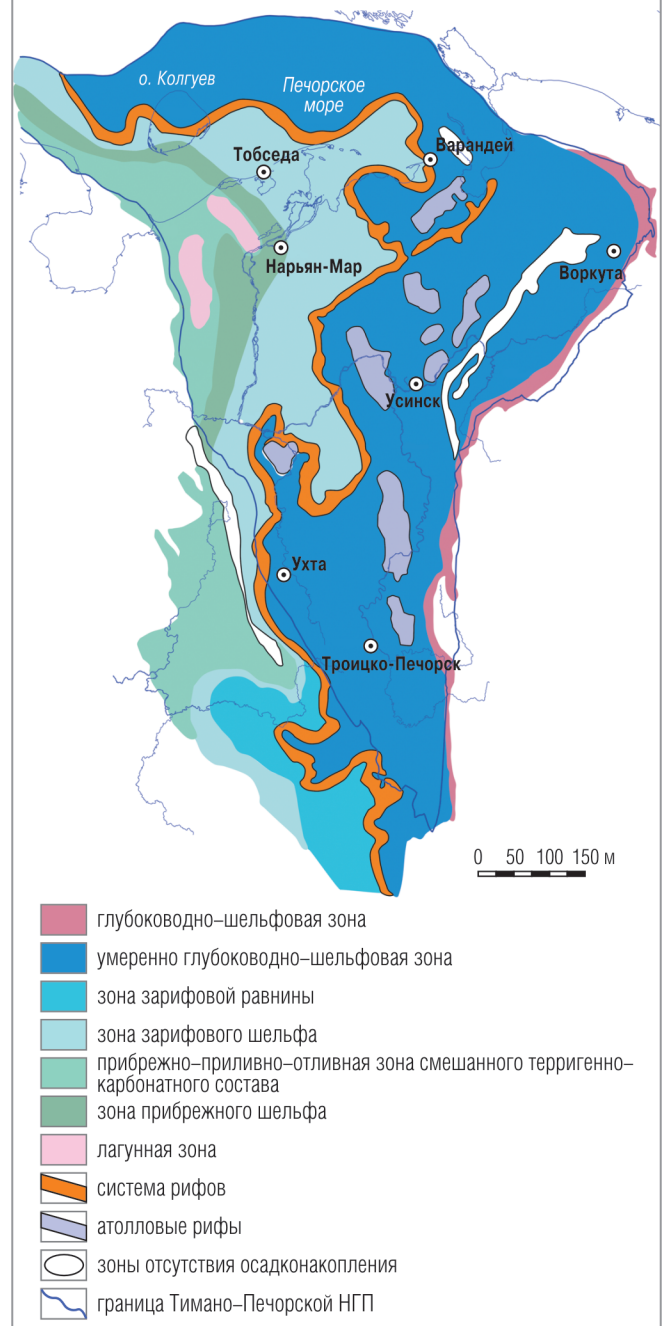 о. Колгуев
Печорское
море
Варандей
Тобседа
Нарьян-Мар
Воркута
Усинск
Ухта
Троицко-Печорск
0 50 100 150 м
глубоководно–шельфовая зона
умеренно глубоководно–шельфовая зона
зона зарифовой равнины
зона зарифового шельфа
прибрежно–приливно–отливная зона смешанного терригенно–
карбонатного состава
зона прибрежного шельфа
лагунная зона
система рифов
атолловые рифы
зоны отсутствия осадконакопления
граница Тимано–Печорской НГП